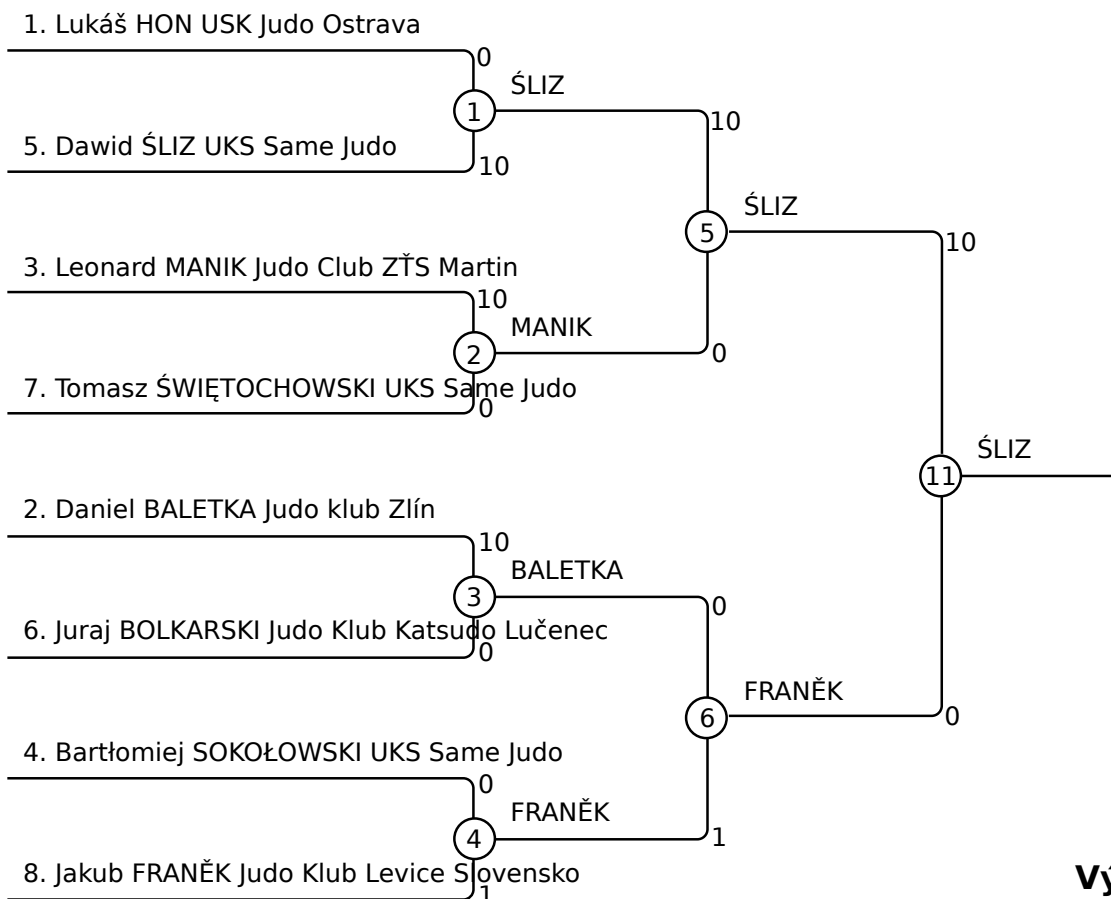 1. Lukáš HON USK Judo Ostrava
0
ŚLIZ
1
10
5. Dawid ŚLIZ UKS Same Judo
10
ŚLIZ
5
10
3. Leonard MANIK Judo Club ZŤS Martin
10
MANIK
2
0
7. Tomasz ŚWIĘTOCHOWSKI UKS Same Judo
0
ŚLIZ
11
2. Daniel BALETKA Judo klub Zlín
10
BALETKA
3
0
6. Juraj BOLKARSKI Judo Klub Katsudo Lučenec
0
FRANĚK
6
0
4. Bartłomiej SOKOŁOWSKI UKS Same Judo
0
FRANĚK
4
1
8. Jakub FRANĚK Judo Klub Levice Slovensko
1
Vý